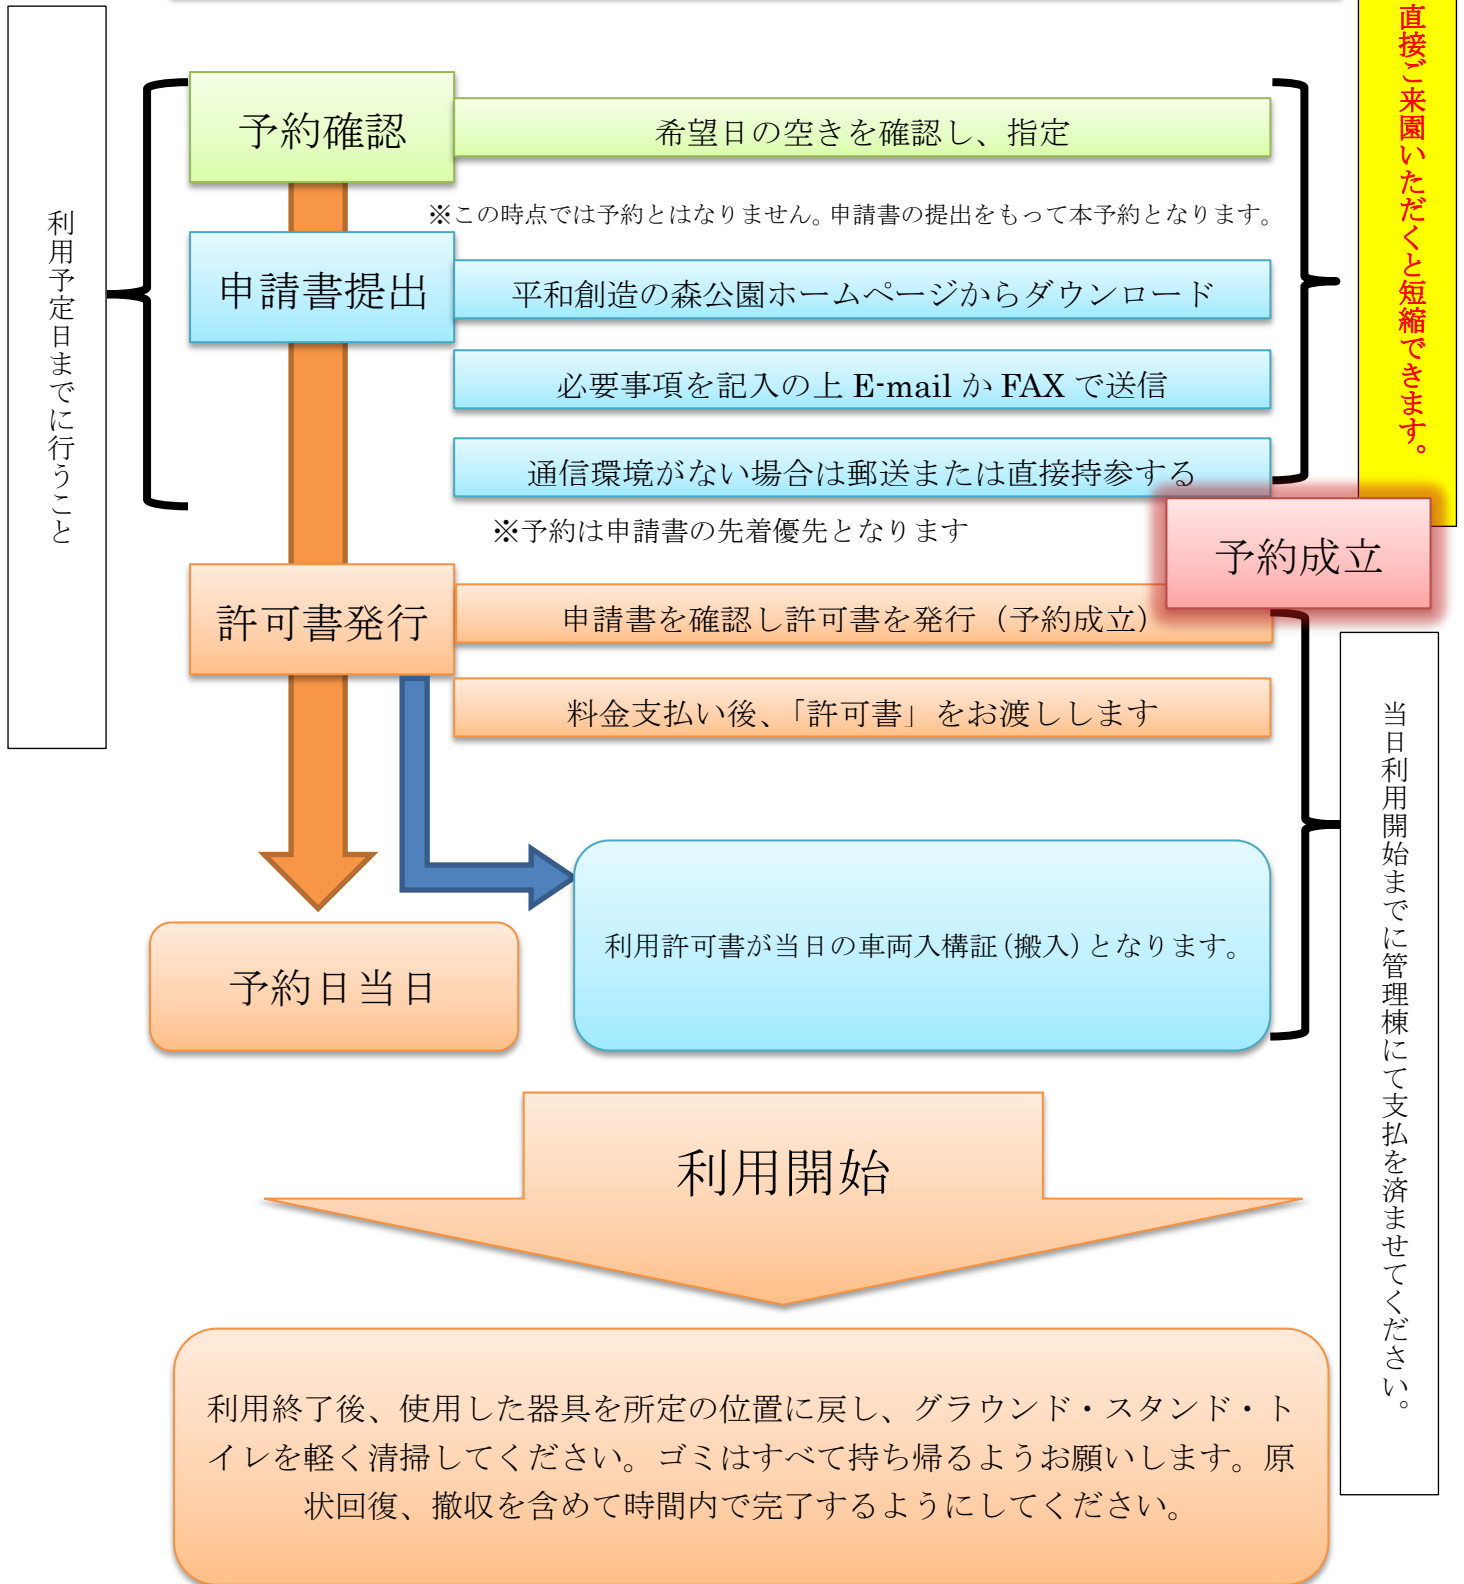 直接ご来園いただくと短縮できます。
利用予定日までに行うこと
予約確認
希望日の空きを確認し、指定
※この時点では予約とはなりません。申請書の提出をもって本予約となります。
申請書提出
平和創造の森公園ホームページからダウンロード
必要事項を記入の上 E-mail か FAX で送信
通信環境がない場合は郵送または直接持参する
※予約は申請書の先着優先となります
予約成立
許可書発行
申請書を確認し許可書を発行（予約成立）
料金支払い後、「許可書」をお渡しします
当日利用開始までに管理棟にて支払を済ませてください。
利用許可書が当日の車両入構証(搬入)となります。
予約日当日
利用開始
利用終了後、使用した器具を所定の位置に戻し、グラウンド・スタンド・ト
イレを軽く清掃してください。ゴミはすべて持ち帰るようお願いします。原
状回復、撤収を含めて時間内で完了するようにしてください。